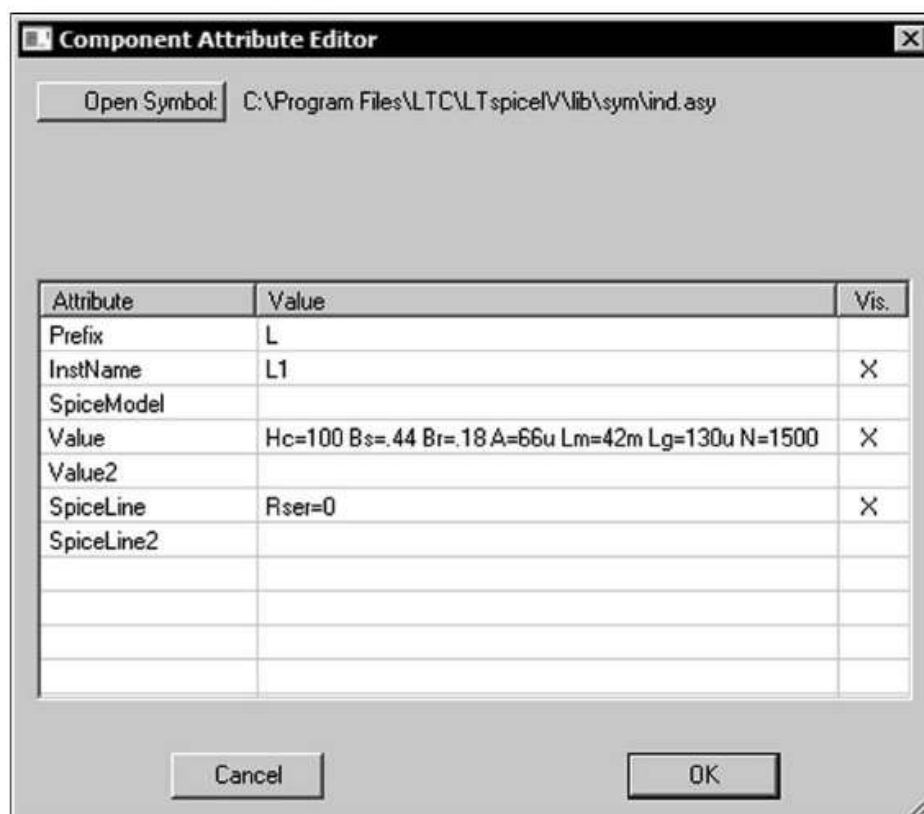 Component Attribute Editor
Open Symbol: C:\Program Files\LTC\LTspiceIV\lib\sym\ind.asy
Attribute Value Vis.
Prefix L
InstName L1 X
SpiceModel
Value Hc=100 Bs=.44 Br=.18 A=66u Lm=42m Lg=130u N=1500 X
Value2
SpiceLine Rser=0 X
SpiceLine2
Cancel OK